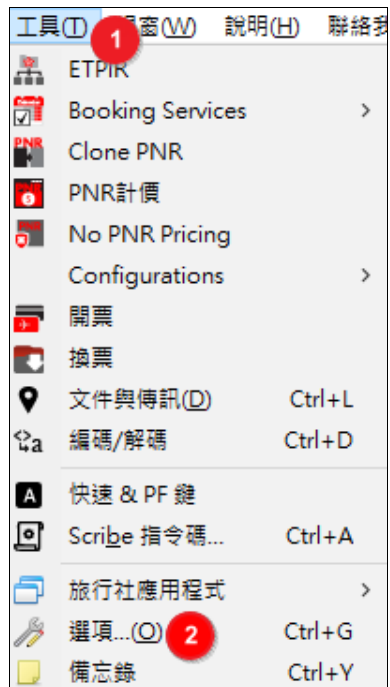 工具(T) 1 窗(W) 說明(H) 聯絡我
ETPIR
Booking Services >
PNR Clone PNR
PNR計價
No PNR Pricing
Configurations >
開票
換票
文件與傳訊(D) Ctrl+L
a 編碼/解碼 Ctrl+D
A 快速 & PF 鍵
Scribe 指令碼... Ctrl+A
旅行社應用程式 >
選項...(O) 2 Ctrl+G
備忘錄 Ctrl+Y